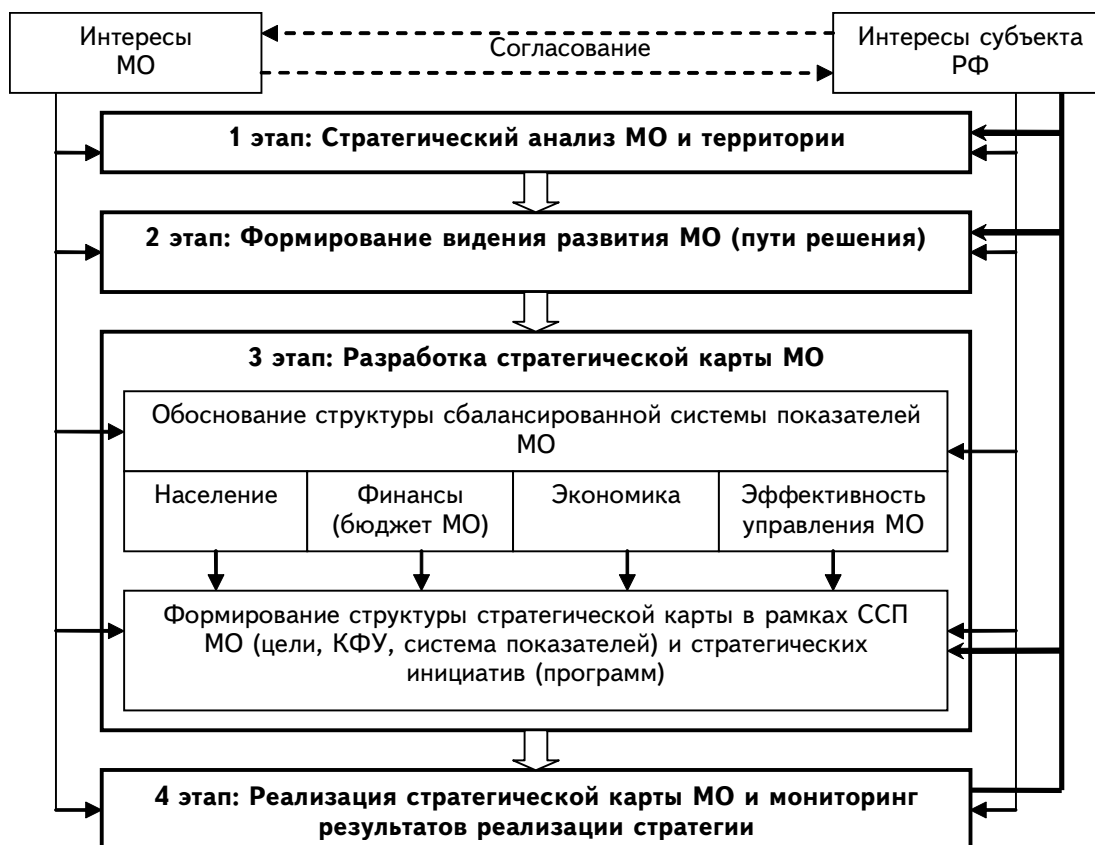 Интересы
МО
Согласование
Интересы субъекта
РФ
1 этап: Стратегический анализ МО и территории
2 этап: Формирование видения развития МО (пути решения)
3 этап: Разработка стратегической карты МО
Обоснование структуры сбалансированной системы показателей
МО
Население
Финансы
(бюджет МО)
Экономика
Эффективность
управления МО
Формирование структуры стратегической карты в рамках ССП
МО (цели, КФУ, система показателей) и стратегических
инициатив (программ)
4 этап: Реализация стратегической карты МО и мониторинг
результатов реализации стратегии